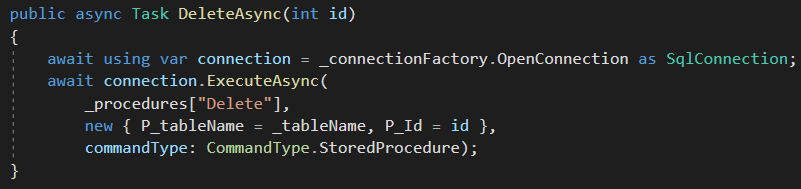 public async Task DeleteAsync(int id)
{
    await using var connection = _connectionFactory.OpenConnection as SqlConnection;
    await connection.ExecuteAsync(
        _procedures["Delete"],
        new { P_tableName = _tableName, P_Id = id },
        commandType: CommandType.StoredProcedure);
}